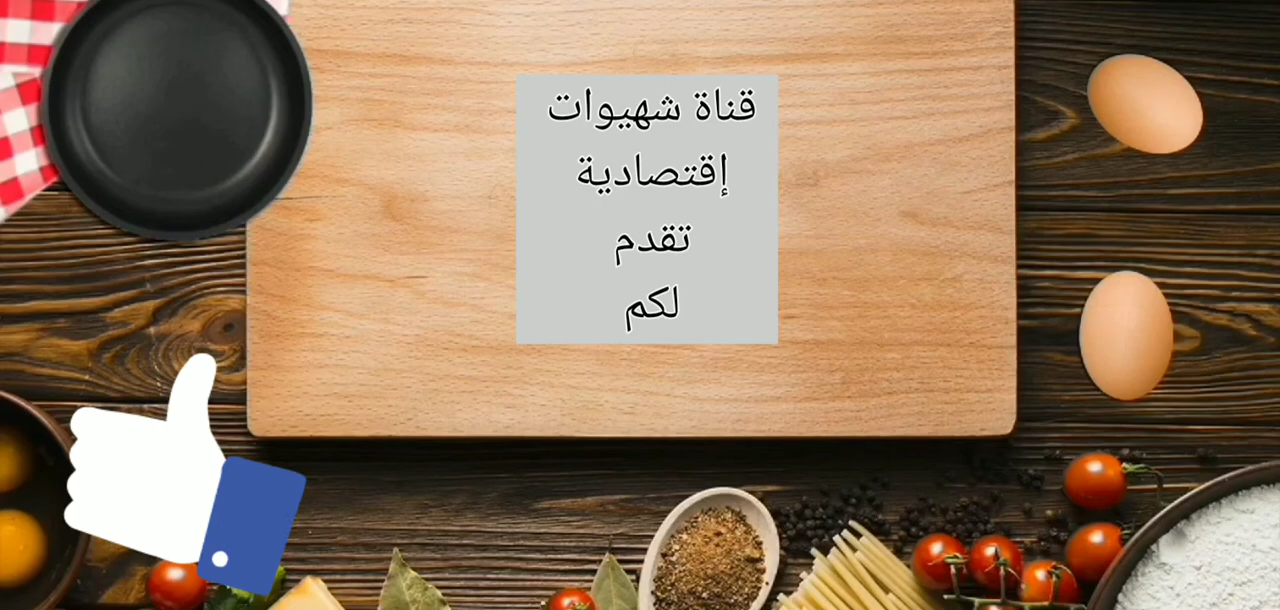 قناة شهيوات
إقتصادية
تقدم
لكم